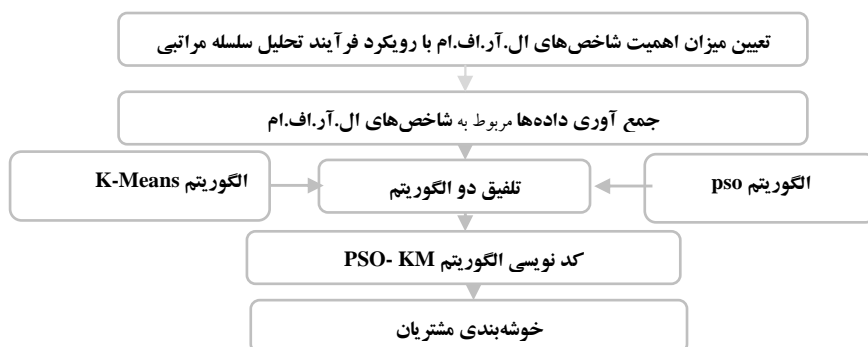 تعیین میزان اهمیت شاخص‌های ال.آر.اف.ام با رویکرد فرآیند تحلیل سلسله مراتبی
جمع آوری داده‌ها مربوط به شاخص‌های ال.آر.اف.ام
الگوریتم pso
تلفیق دو الگوریتم
الگوریتم K-Means
کد نویسی الگوریتم PSO- KM
خوشه‌بندی مشتریان